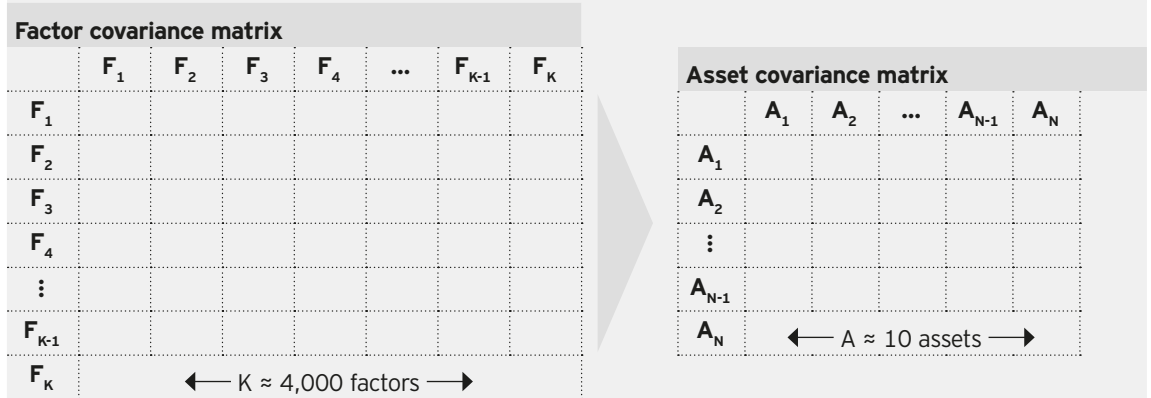 Factor covariance matrix
F1 F2 F3 F4 ... FK-1 FK
F1
F2
F3
F4
⋮
FK-1
FK ← K ≈ 4,000 factors →
Asset covariance matrix
A1 A2 ... AN-1 AN
A1
A2
⋮
AN-1
AN ← A ≈ 10 assets →